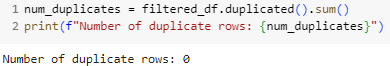 1 num_duplicates = filtered_df.duplicated().sum()
2 print(f"Number of duplicate rows: {num_duplicates}")
Number of duplicate rows: 0